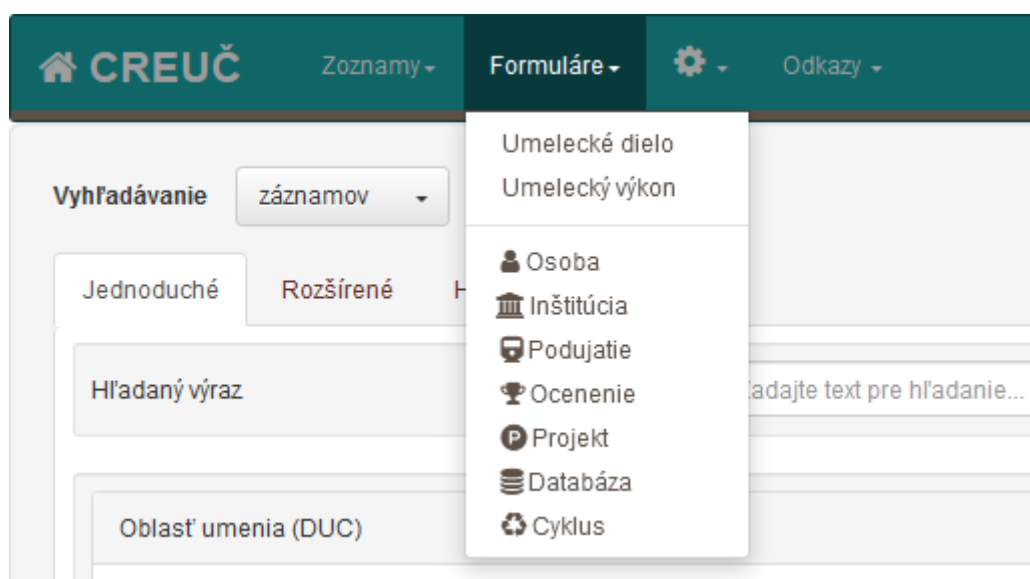 CREUČ Zoznamy Formuláre Odkazy
Umelecké dielo
Umelecký výkon
Vyhľadávanie záznamov
Osoba
Jednoduché Rozšírené
Inštitúcia
Podujatie
Hľadaný výraz
Ocenenie
text pre hľadanie...
Projekt
Databáza
Oblasť umenia (DUC)
Cyklus